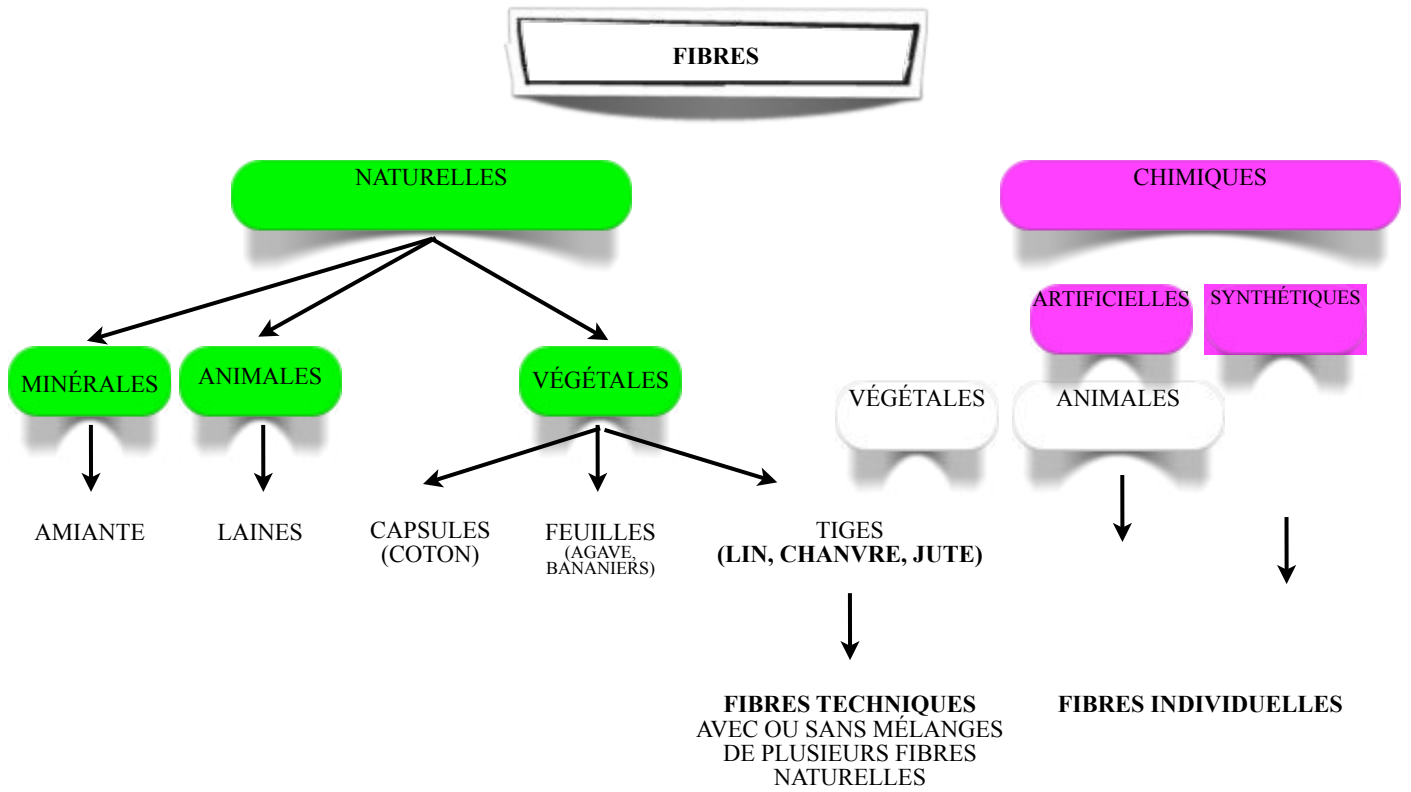 FIBRES
NATURELLES
CHIMIQUES
ARTIFICIELLES
SYNTHÉTIQUES
MINÉRALES
ANIMALES
VÉGÉTALES
VÉGÉTALES
ANIMALES
AMIANTE
LAINES
CAPSULES
(COTON)
FEUILLES
(AGAVE,
BANANIERS)
TIGES
(LIN, CHANVRE, JUTE)
FIBRES TECHNIQUES
AVEC OU SANS MÉLANGES
DE PLUSIEURS FIBRES
NATURELLES
FIBRES INDIVIDUELLES